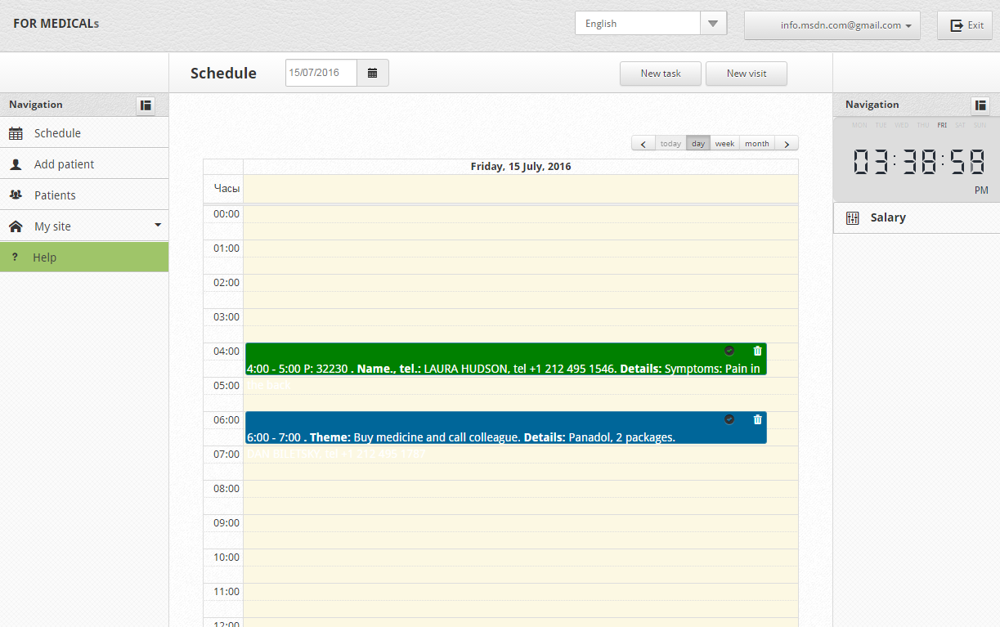 FOR MEDICALs
English
info.msdn.com@gmail.com
Exit
Schedule
15/07/2016
New task
New visit
Navigation
Schedule
Add patient
Patients
My site
? Help
today
day
week
month
Friday, 15 July, 2016
Часы
00:00
01:00
02:00
03:00
04:00
4:00 - 5:00 P: 32230 . Name., tel.: LAURA HUDSON, tel +1 212 495 1546. Details: Symptoms: Pain in
the back
05:00
06:00
6:00 - 7:00 . Theme: Buy medicine and call colleague. Details: Panadol, 2 packages.
DAN BILETSKY, tel +1 212 495 1787
07:00
08:00
09:00
10:00
11:00
12:00
Navigation
MON TUE WED THU FRI SAT SUN
03:38:58
PM
Salary